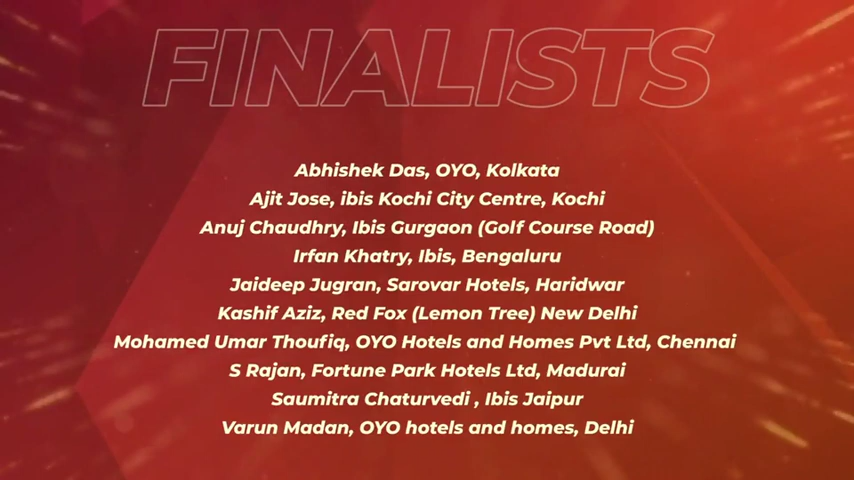 FINALISTS
Abhishek Das, OYO, Kolkata
Ajit Jose, ibis Kochi City Centre, Kochi
Anuj Chaudhry, Ibis Gurgaon (Golf Course Road)
Irfan Khatry, Ibis, Bengaluru
Jaideep Jugran, Sarovar Hotels, Haridwar
Kashif Aziz, Red Fox (Lemon Tree) New Delhi
Mohamed Umar Thoufiq, OYO Hotels and Homes Pvt Ltd, Chennai
S Rajan, Fortune Park Hotels Ltd, Madurai
Saumitra Chaturvedi , Ibis Jaipur
Varun Madan, OYO hotels and homes, Delhi